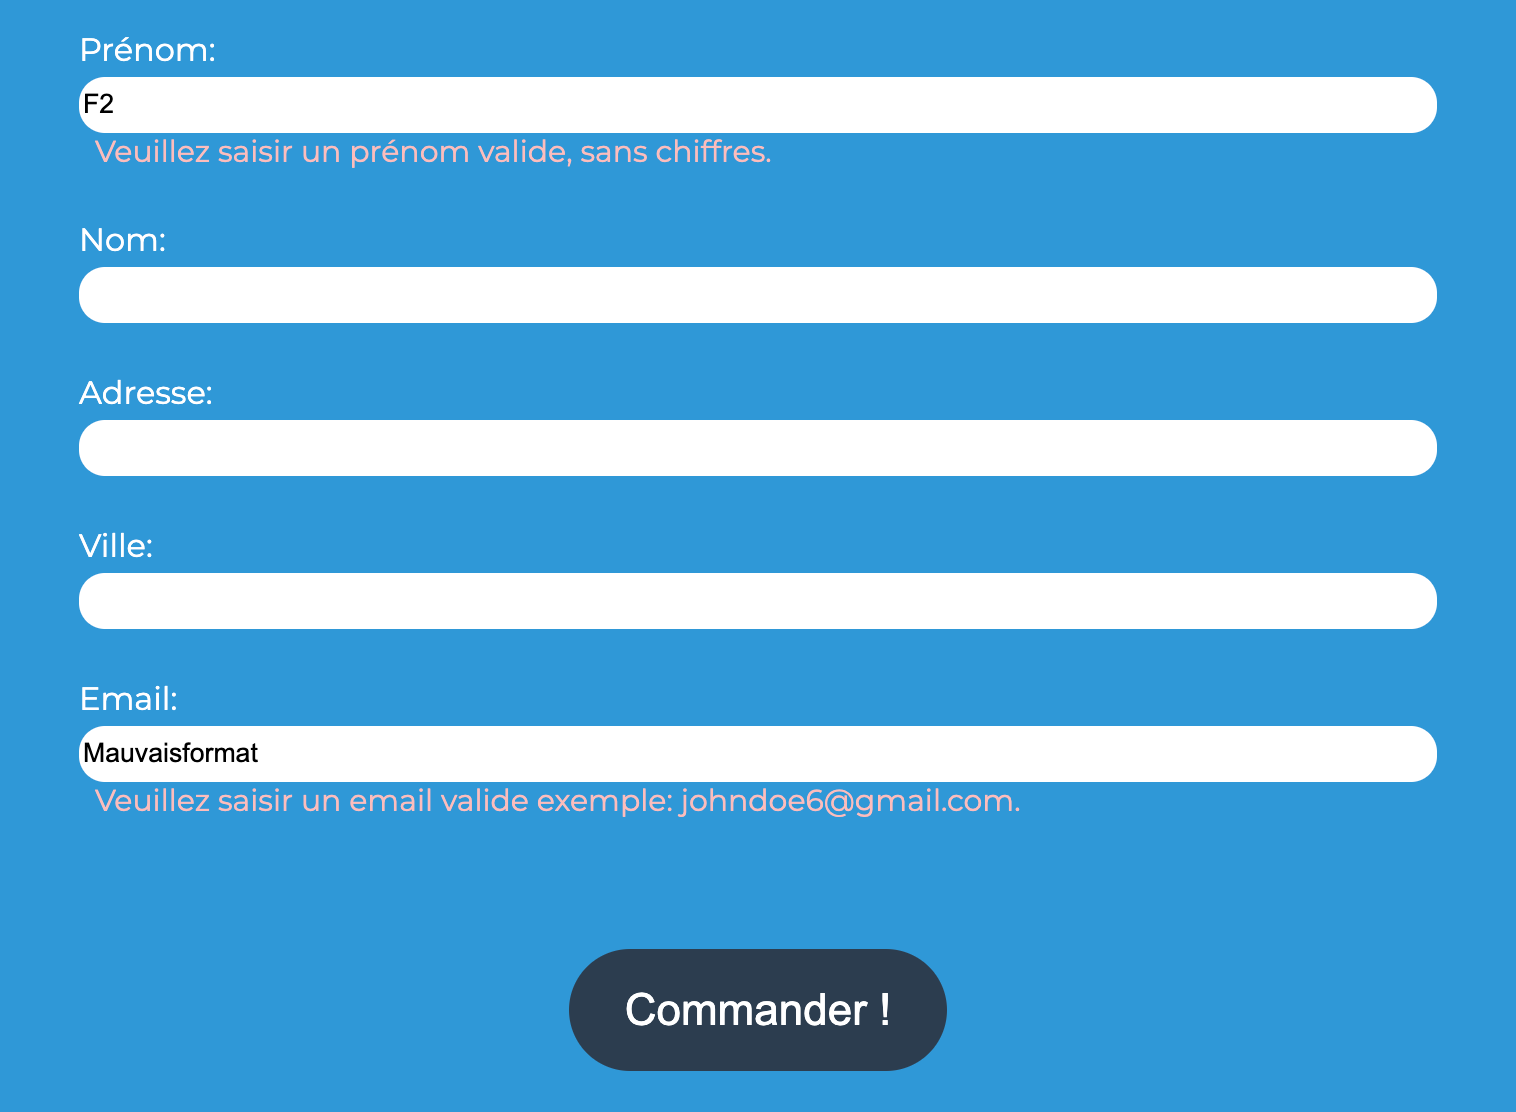 Prénom:
F2
Veuillez saisir un prénom valide, sans chiffres.
Nom:
Adresse:
Ville:
Email:
Mauvaisformat
Veuillez saisir un email valide exemple: johndoe6@gmail.com.
Commander !